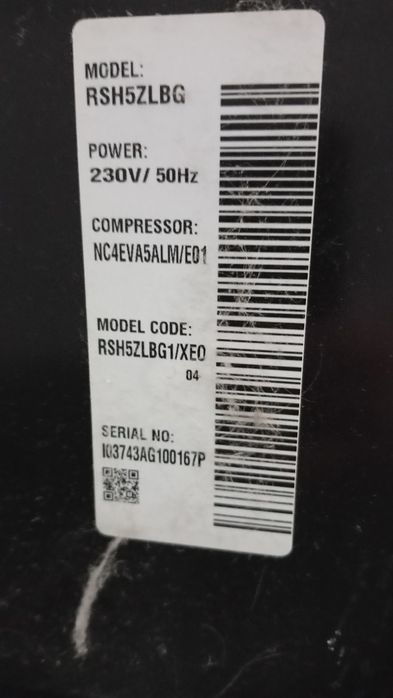 MODEL:
RSH5ZLBG
POWER:
230V/ 50Hz
COMPRESSOR:
NC4EVA5ALM/E01
MODEL CODE:
RSH5ZLBG1/XEO
04
SERIAL NO:
I03743AG100167P